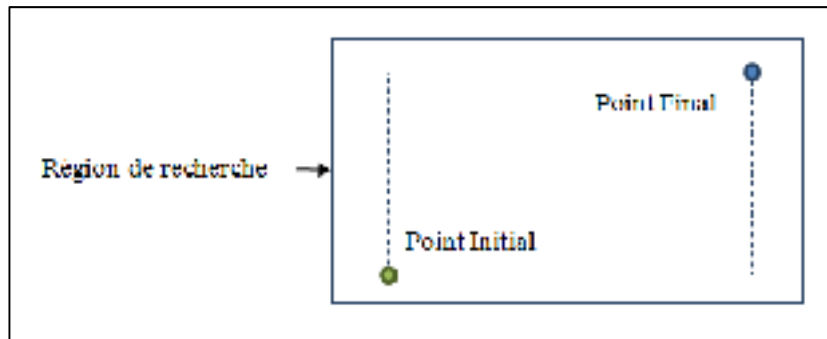 Point Final
Région de recherche
Point Initial